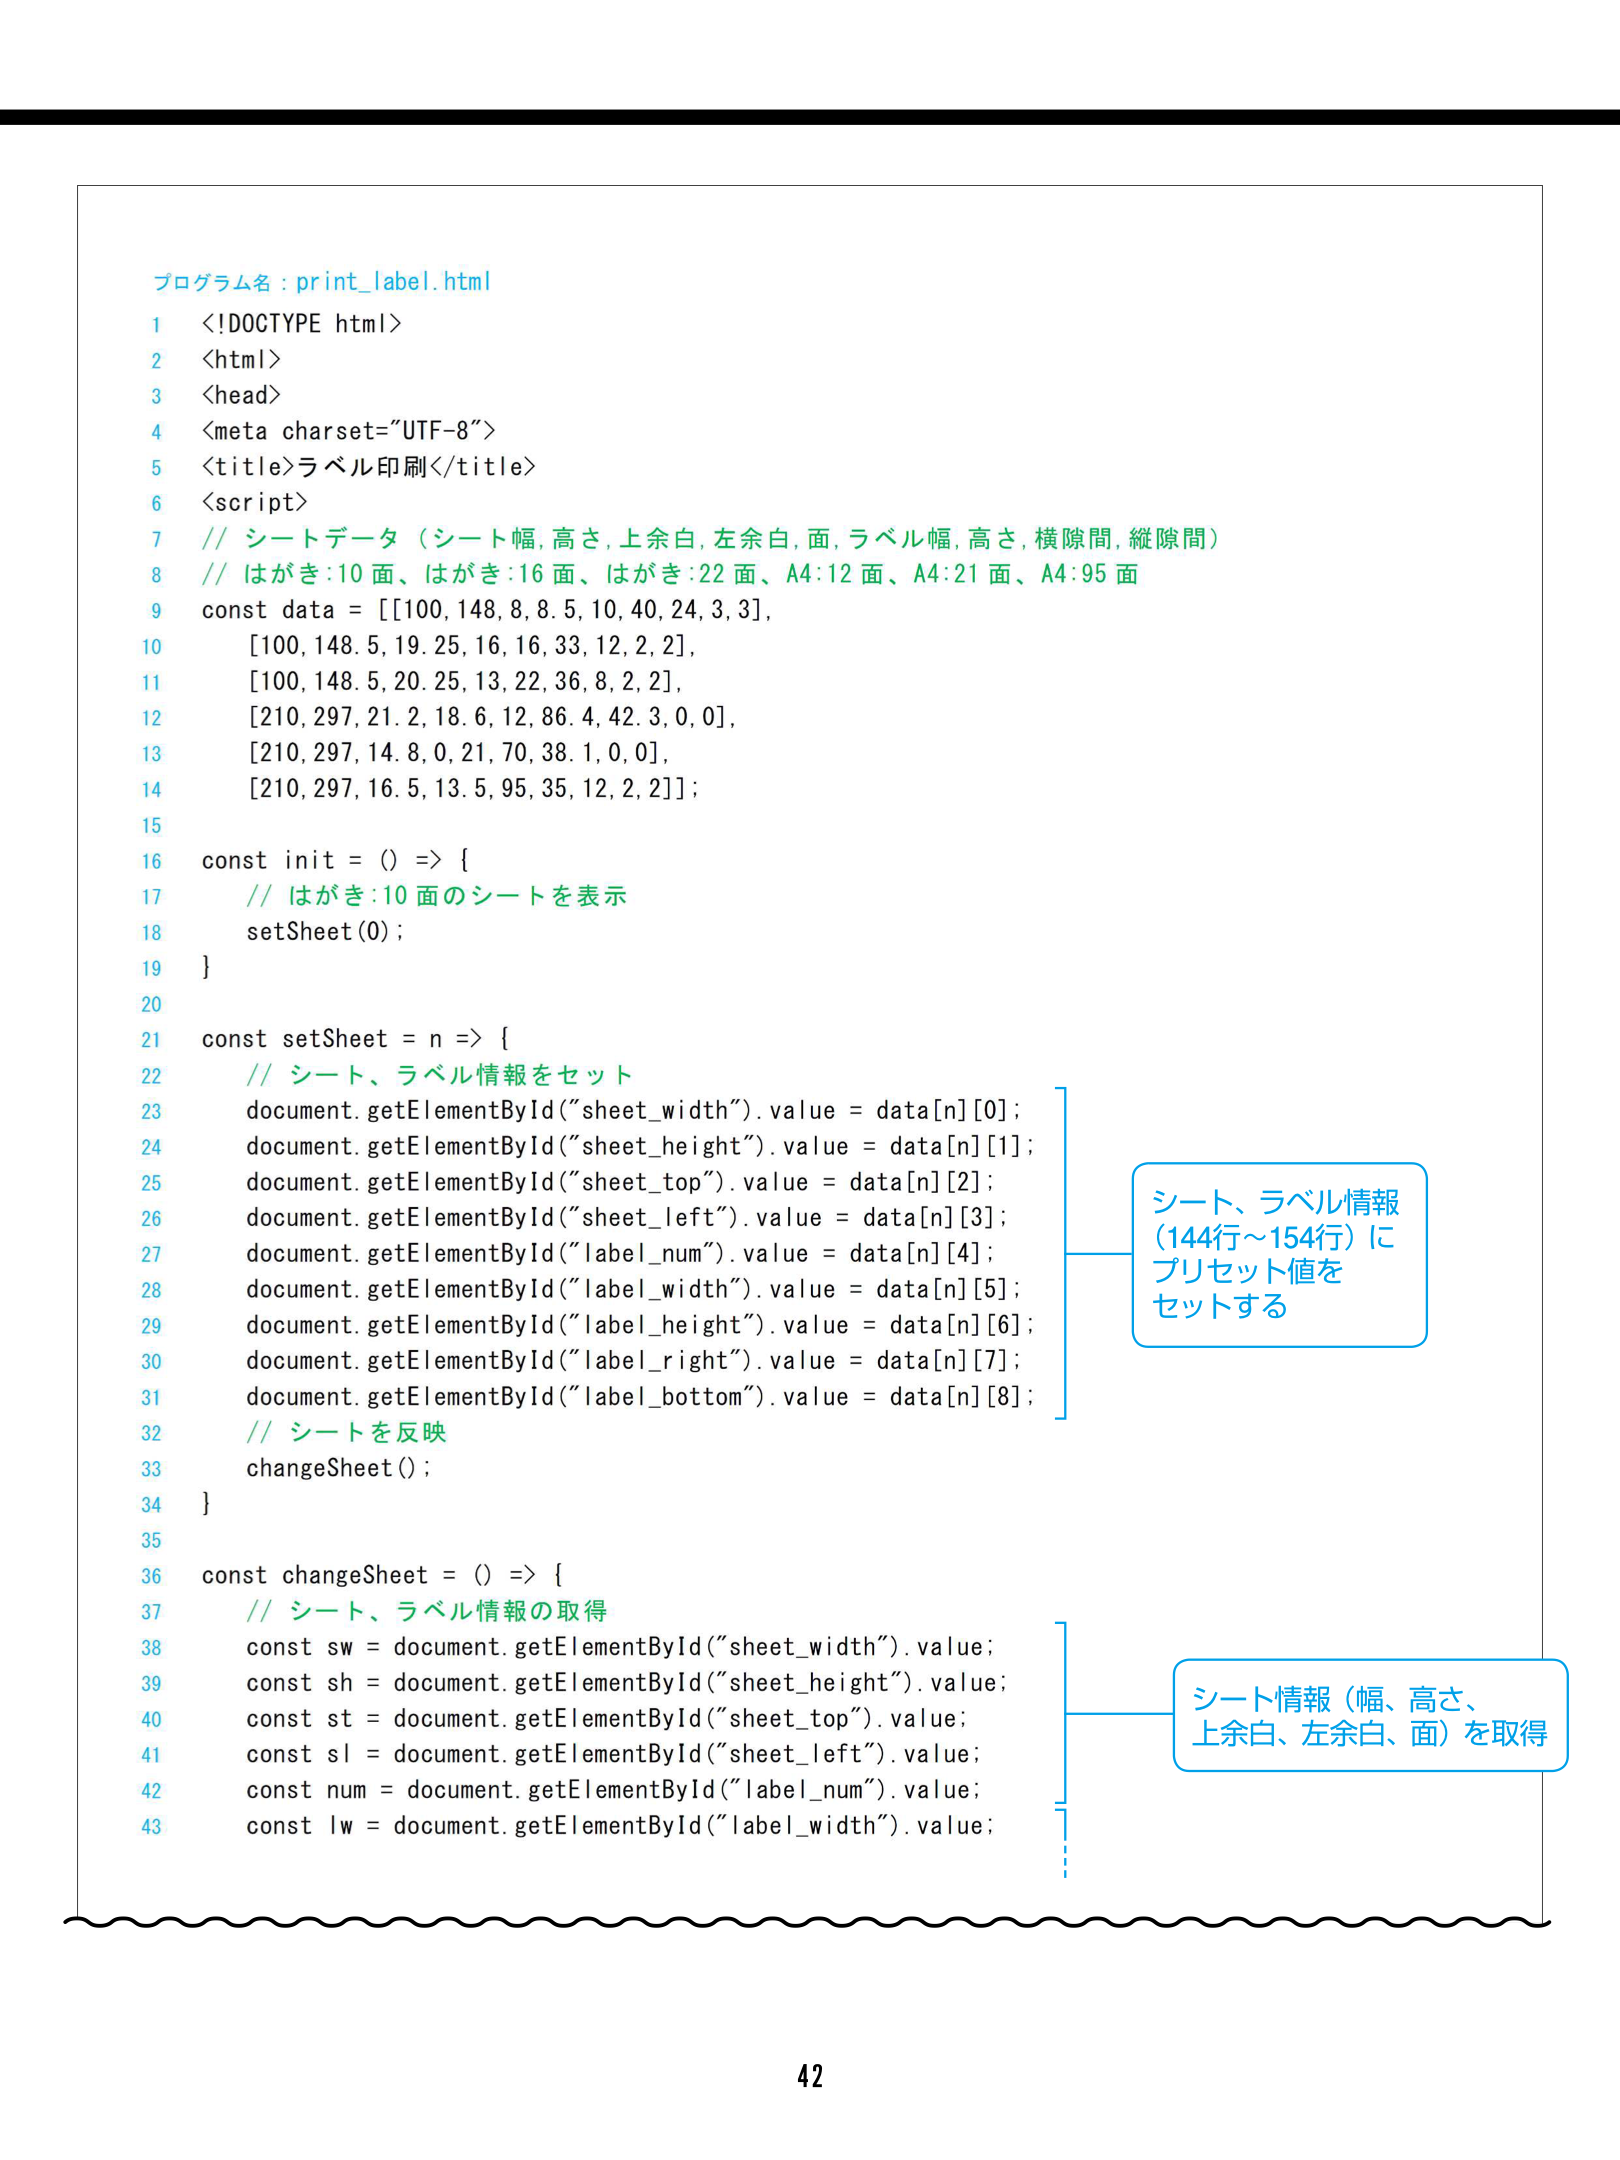 プログラム名：print_label.html
1 <!DOCTYPE html>
2 <html>
3 <head>
4 <meta charset="UTF-8">
5 <title>ラベル印刷</title>
6 <script>
7 // シートデータ（シート幅,高さ,上余白,左余白,面,ラベル幅,高さ,横隙間,縦隙間）
8 // はがき:10面、はがき:16面、はがき:22面、A4:12面、A4:21面、A4:95面
9 const data = [[100,148,8,8.5,10,40,24,3,3],
10 [100,148.5,19.25,16,16,33,12,2,2],
11 [100,148.5,20.25,13,22,36,8,2,2],
12 [210,297,21.2,18.6,12,86.4,42.3,0,0],
13 [210,297,14.8,0,21,70,38.1,0,0],
14 [210,297,16.5,13.5,95,35,12,2,2]];
15
16 const init = () => {
17 // はがき:10面のシートを表示
18 setSheet(0);
19 }
20
21 const setSheet = n => {
22 // シート、ラベル情報をセット
23 document.getElementById("sheet_width").value = data[n][0];
24 document.getElementById("sheet_height").value = data[n][1];
25 document.getElementById("sheet_top").value = data[n][2];
26 document.getElementById("sheet_left").value = data[n][3];
27 document.getElementById("label_num").value = data[n][4];
28 document.getElementById("label_width").value = data[n][5];
29 document.getElementById("label_height").value = data[n][6];
30 document.getElementById("label_right").value = data[n][7];
31 document.getElementById("label_bottom").value = data[n][8];
シート、ラベル情報
（144行～154行）に
プリセット値を
セットする
32 // シートを反映
33 changeSheet();
34 }
35
36 const changeSheet = () => {
37 // シート、ラベル情報の取得
38 const sw = document.getElementById("sheet_width").value;
39 const sh = document.getElementById("sheet_height").value;
40 const st = document.getElementById("sheet_top").value;
41 const sl = document.getElementById("sheet_left").value;
42 const num = document.getElementById("label_num").value;
シート情報（幅、高さ、
上余白、左余白、面）を取得
43 const lw = document.getElementById("label_width").value;
42